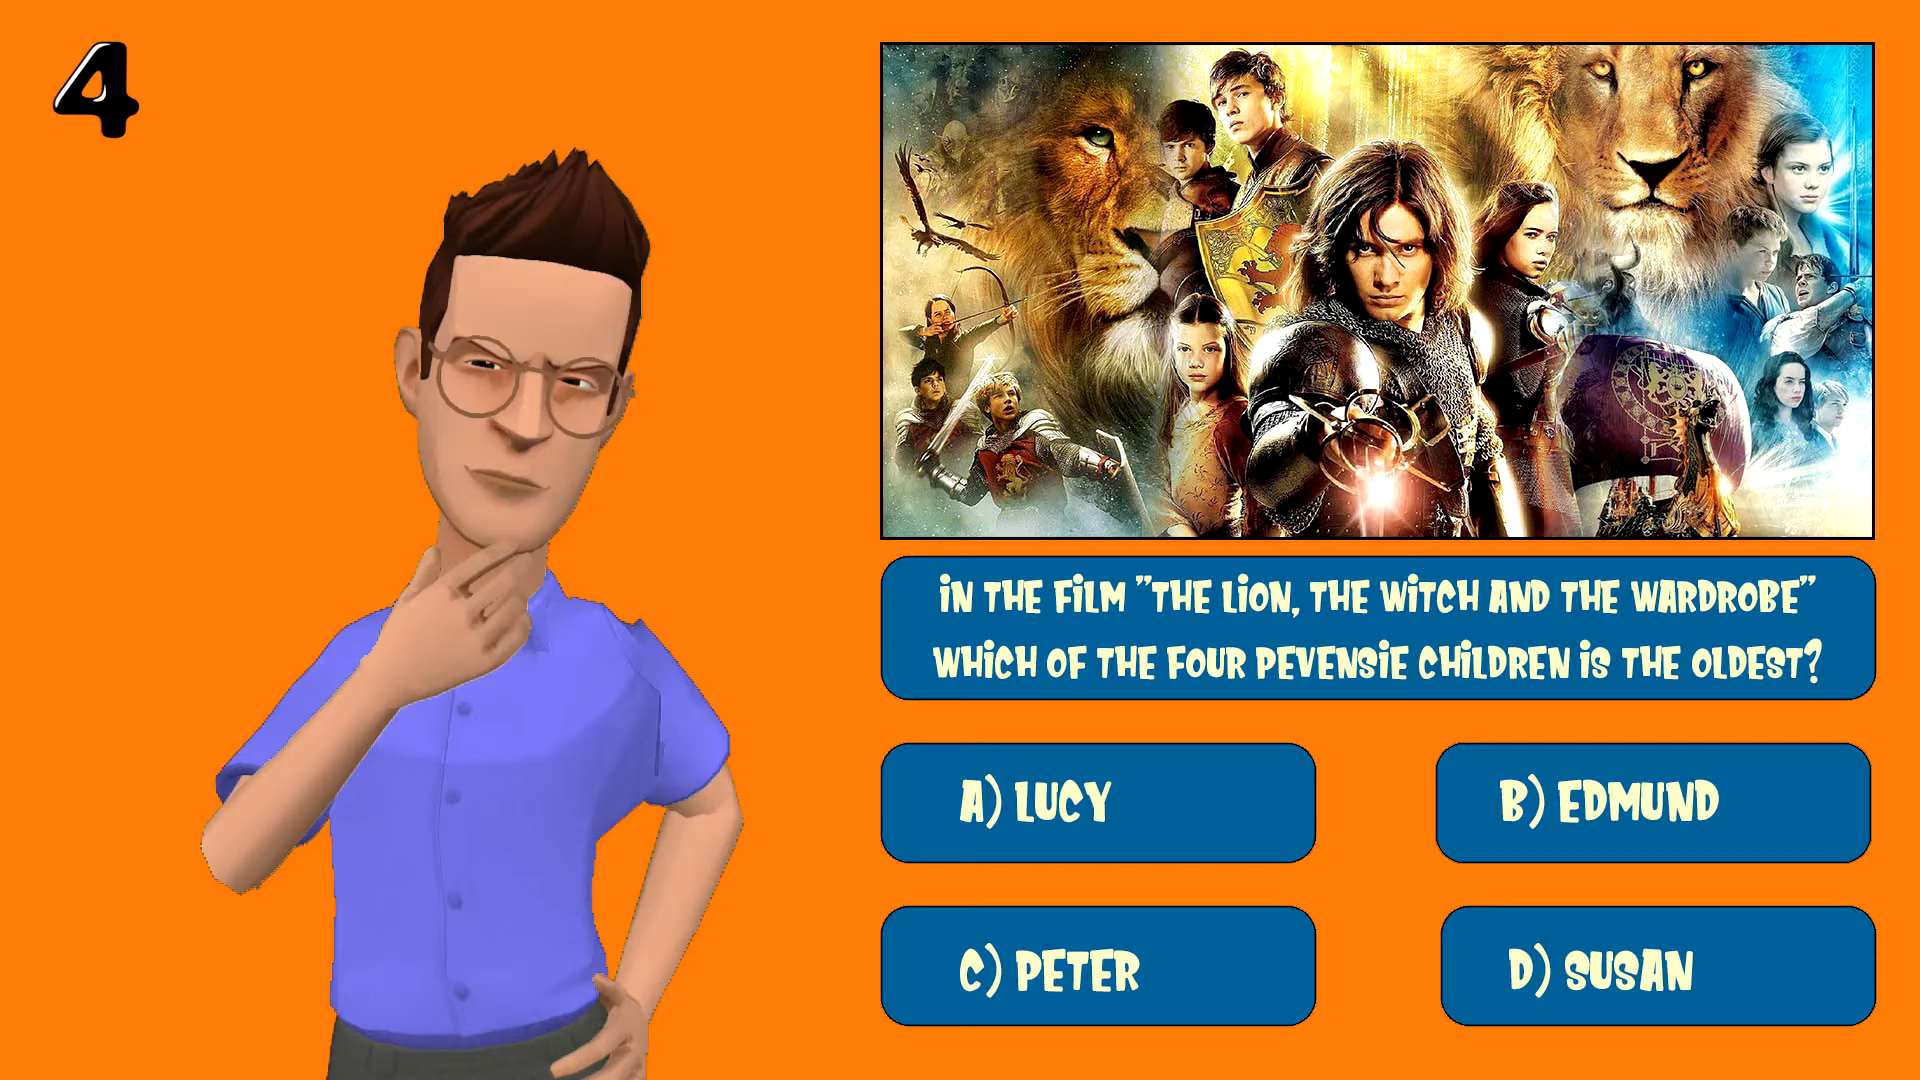 4
iN THE FiLM "THE LiON, THE WiTCH AND THE WARDROBE"
WHiCH OF THE FOUR PEVENSiE CHiLDREN iS THE OLDEST?
A) LUCY
B) EDMUND
C) PETER
D) SUSAN